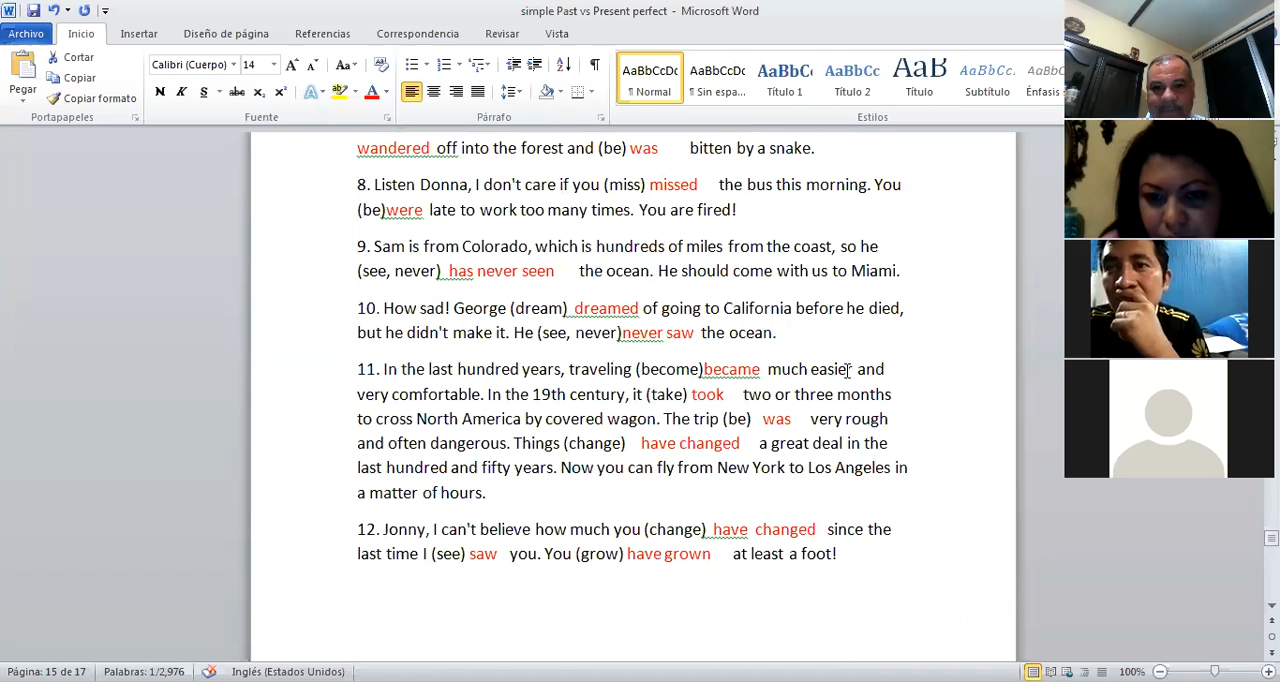 simple Past vs Present perfect - Microsoft Word
Archivo Inicio Insertar Diseño de página Referencias Correspondencia Revisar Vista
Pegar
Cortar
Copiar
Copiar formato
Portapapeles
Calibri (Cuerpo) 14
Fuente
Párrafo
AaBbCcDc AaBbCcDc AaBbC AaBbC AaB AaBbCc
Normal Sin espa... Título 1 Título 2 Título Subtítulo Énfasis
Estilos
wandered off into the forest and (be) was bitten by a snake.
8. Listen Donna, I don't care if you (miss) missed the bus this morning. You
(be)were late to work too many times. You are fired!
9. Sam is from Colorado, which is hundreds of miles from the coast, so he
(see, never) has never seen the ocean. He should come with us to Miami.
10. How sad! George (dream) dreamed of going to California before he died,
but he didn't make it. He (see, never)never saw the ocean.
11. In the last hundred years, traveling (become)became much easier and
very comfortable. In the 19th century, it (take) took two or three months
to cross North America by covered wagon. The trip (be) was very rough
and often dangerous. Things (change) have changed a great deal in the
last hundred and fifty years. Now you can fly from New York to Los Angeles in
a matter of hours.
12. Jonny, I can't believe how much you (change) have changed since the
last time I (see) saw you. You (grow) have grown at least a foot!
Página: 15 de 17 Palabras: 1/2,976 Inglés (Estados Unidos) 100%